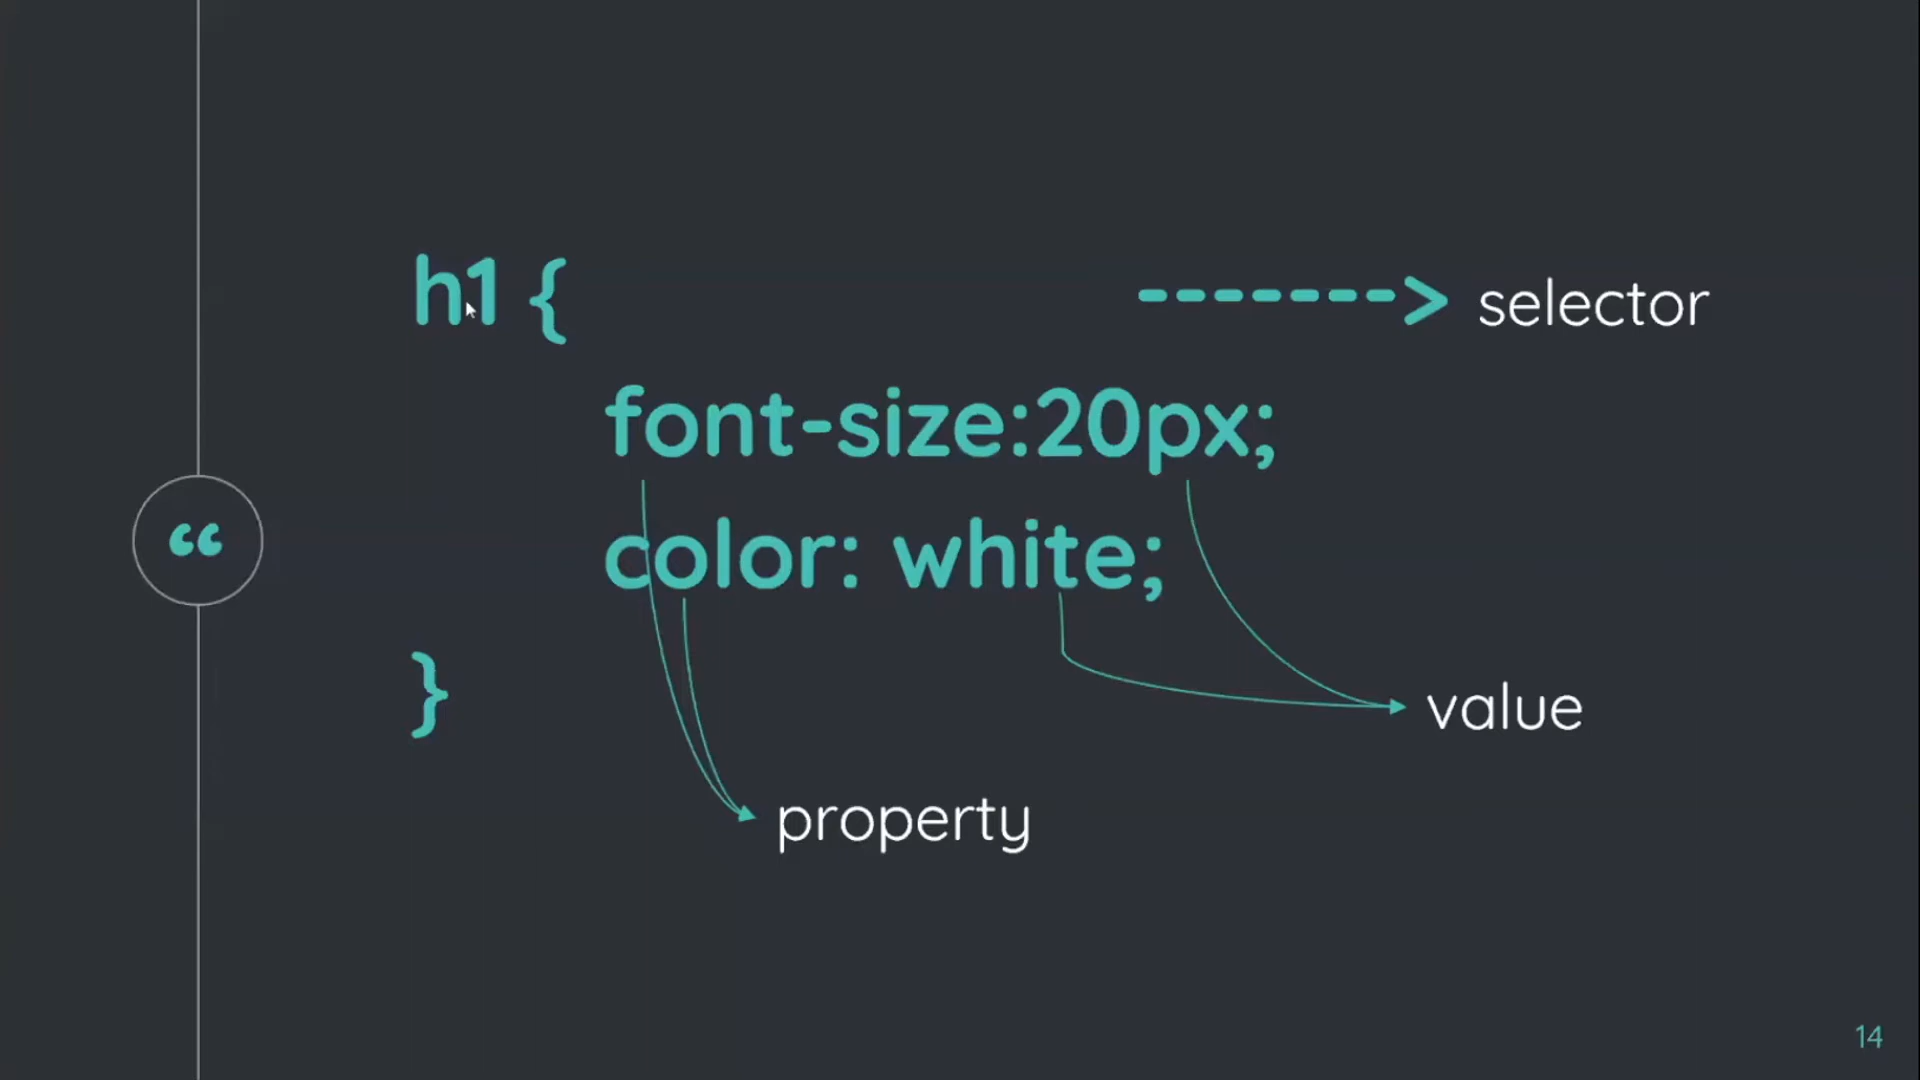 h1 { -------> selector
font-size:20px;
“
color: white;
}
value
property
14